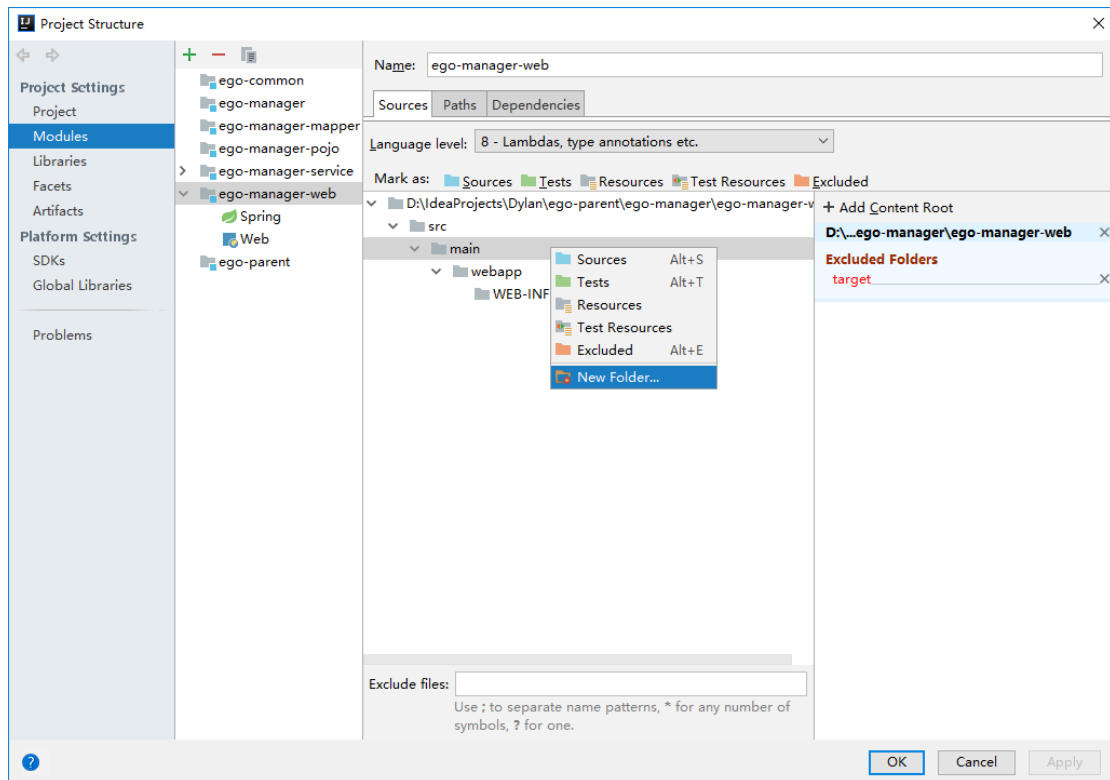 Project Structure
Project Settings
Project
Modules
Libraries
Facets
Artifacts
Platform Settings
SDKs
Global Libraries
Problems
ego-common
ego-manager
ego-manager-mapper
ego-manager-pojo
ego-manager-service
ego-manager-web
Spring
Web
ego-parent
Name: ego-manager-web
Sources Paths Dependencies
Language level: 8 - Lambdas, type annotations etc.
Mark as: Sources Tests Resources Test Resources Excluded
D:\IdeaProjects\Dylan\ego-parent\ego-manager\ego-manager-w
src
main
webapp
WEB-INF
Sources Alt+S
Tests Alt+T
Resources
Test Resources
Excluded Alt+E
New Folder...
+ Add Content Root
D:\...ego-manager\ego-manager-web
Excluded Folders
target
Exclude files:
Use ; to separate name patterns, * for any number of
symbols, ? for one.
?
OK Cancel Apply